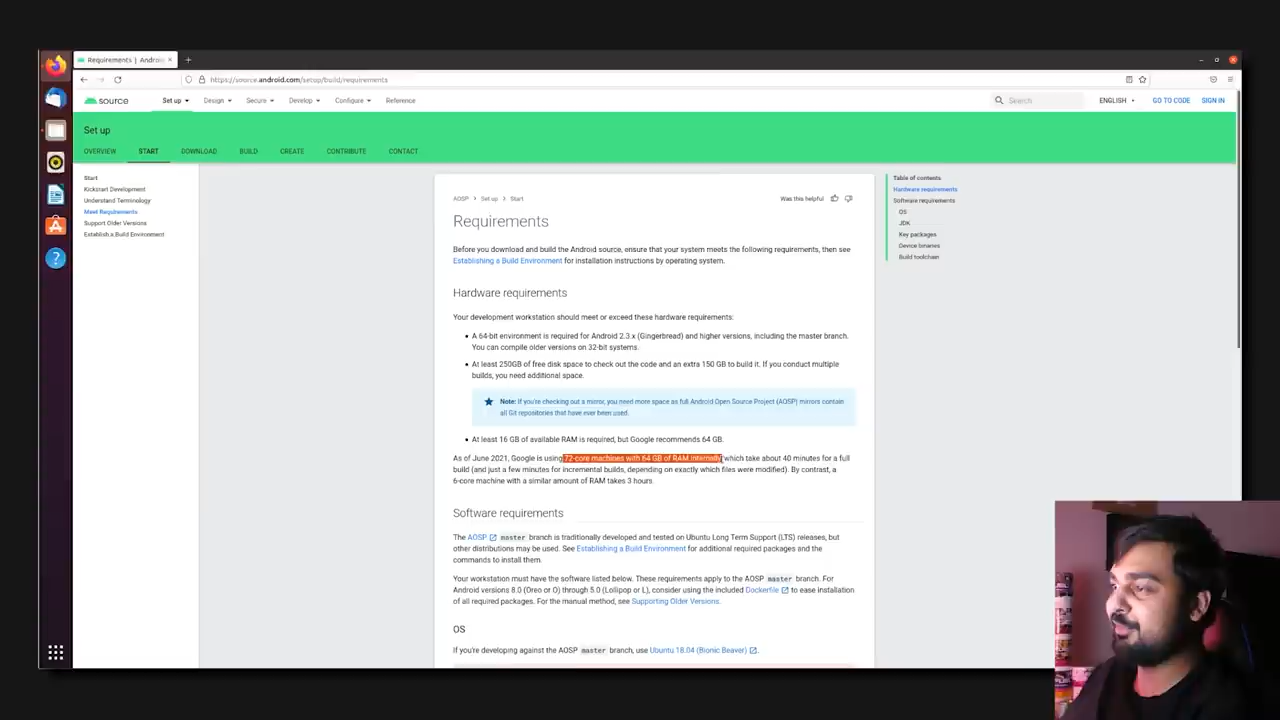 Requirements | Androi
https://source.android.com/setup/build/requirements
source
Set up
Design
Secure
Develop
Configure
Reference
Search
ENGLISH
GO TO CODE
SIGN IN
Set up
OVERVIEW
START
DOWNLOAD
BUILD
CREATE
CONTRIBUTE
CONTACT
Start
Kickstart Development
Understand Terminology
Meet Requirements
Support Older Versions
Establish a Build Environment
AOSP > Set up > Start
Was this helpful
Requirements
Before you download and build the Android source, ensure that your system meets the following requirements, then see
Establishing a Build Environment for installation instructions by operating system.
Hardware requirements
Your development workstation should meet or exceed these hardware requirements:
• A 64-bit environment is required for Android 2.3.x (Gingerbread) and higher versions, including the master branch.
You can compile older versions on 32-bit systems.
• At least 250GB of free disk space to check out the code and an extra 150 GB to build it. If you conduct multiple
builds, you need additional space.
Note: If you're checking out a mirror, you need more space as full Android Open Source Project (AOSP) mirrors contain
all Git repositories that have ever been used.
• At least 16 GB of available RAM is required, but Google recommends 64 GB.
As of June 2021, Google is using 72-core machines with 64 GB of RAM internally, which take about 40 minutes for a full
build (and just a few minutes for incremental builds, depending on exactly which files were modified). By contrast, a
6-core machine with a similar amount of RAM takes 3 hours.
Software requirements
The AOSP master branch is traditionally developed and tested on Ubuntu Long Term Support (LTS) releases, but
other distributions may be used. See Establishing a Build Environment for additional required packages and the
commands to install them.
Your workstation must have the software listed below. These requirements apply to the AOSP master branch. For
Android versions 8.0 (Oreo or O) through 5.0 (Lollipop or L), consider using the included Dockerfile to ease installation
of all required packages. For the manual method, see Supporting Older Versions.
OS
If you're developing against the AOSP master branch, use Ubuntu 18.04 (Bionic Beaver).
Table of contents
Hardware requirements
Software requirements
OS
JDK
Key packages
Device binaries
Build toolchain